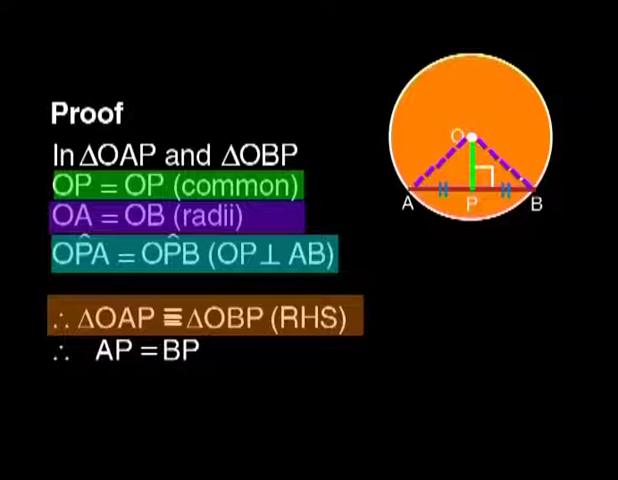 Proof
In ΔOAP and ΔOBP
OP = OP (common)
OA = OB (radii)
OP̂A = OP̂B (OP⊥AB)
∴ ΔOAP ≡ ΔOBP (RHS)
∴ AP = BP
O
A
P
B